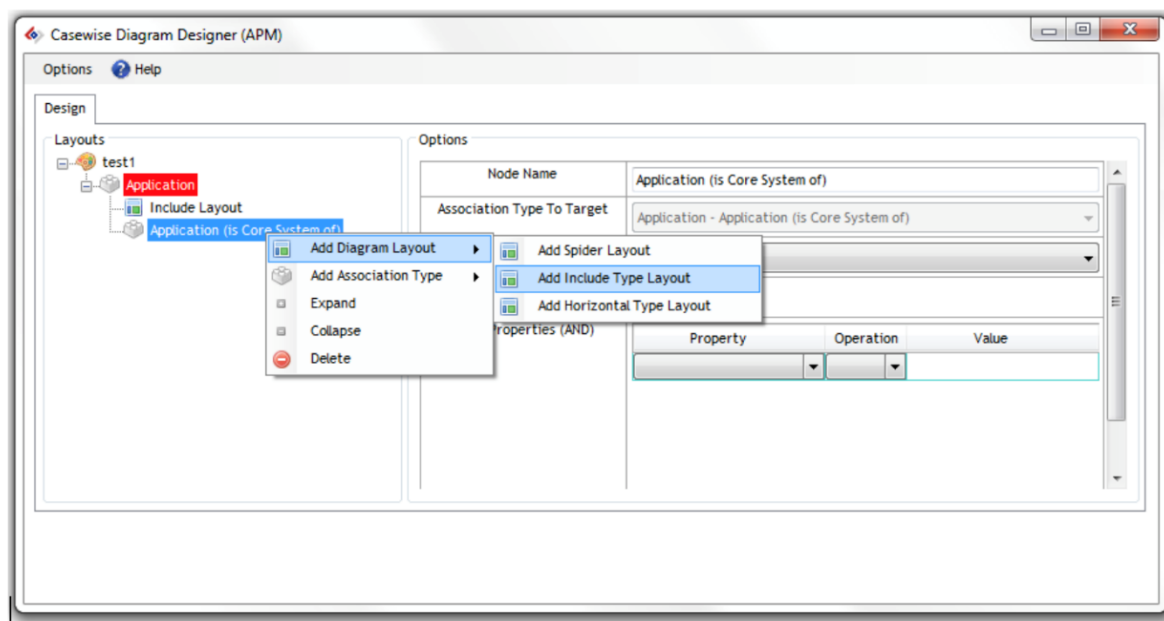 Casewise Diagram Designer (APM)
Options Help
Design
Layouts
test1
Application
Include Layout
Application (is Core System of)
Add Diagram Layout
Add Association Type
Expand
Collapse
Delete
Add Spider Layout
Add Include Type Layout
Add Horizontal Type Layout
Options
Node Name
Application (is Core System of)
Association Type To Target
Application - Application (is Core System of)
(AND)
Property Operation Value